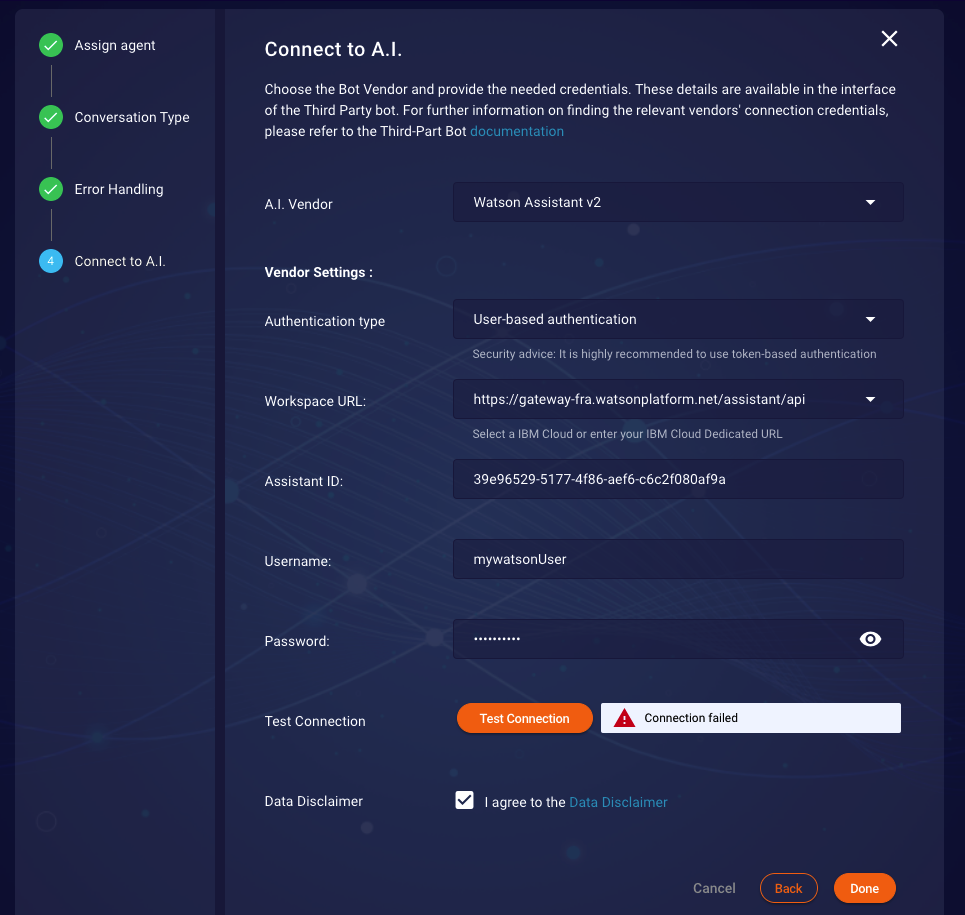 Assign agent
Conversation Type
Error Handling
4 Connect to A.I.
Connect to A.I.
Choose the Bot Vendor and provide the needed credentials. These details are available in the interface
of the Third Party bot. For further information on finding the relevant vendors' connection credentials,
please refer to the Third-Part Bot documentation
A.I. Vendor
Watson Assistant v2
Vendor Settings :
Authentication type
User-based authentication
Security advice: It is highly recommended to use token-based authentication
Workspace URL:
https://gateway-fra.watsonplatform.net/assistant/api
Select a IBM Cloud or enter your IBM Cloud Dedicated URL
Assistant ID:
39e96529-5177-4f86-aef6-c6c2f080af9a
Username:
mywatsonUser
Password:
••••••••••
Test Connection
Test Connection
Connection failed
Data Disclaimer
I agree to the Data Disclaimer
Cancel
Back
Done